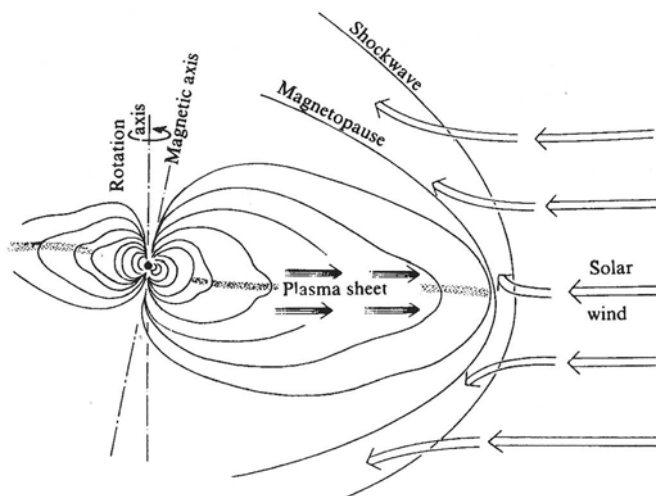 Shockwave
Magnetopause
Magnetic axis
Rotation
axis
Plasma sheet
Solar
wind